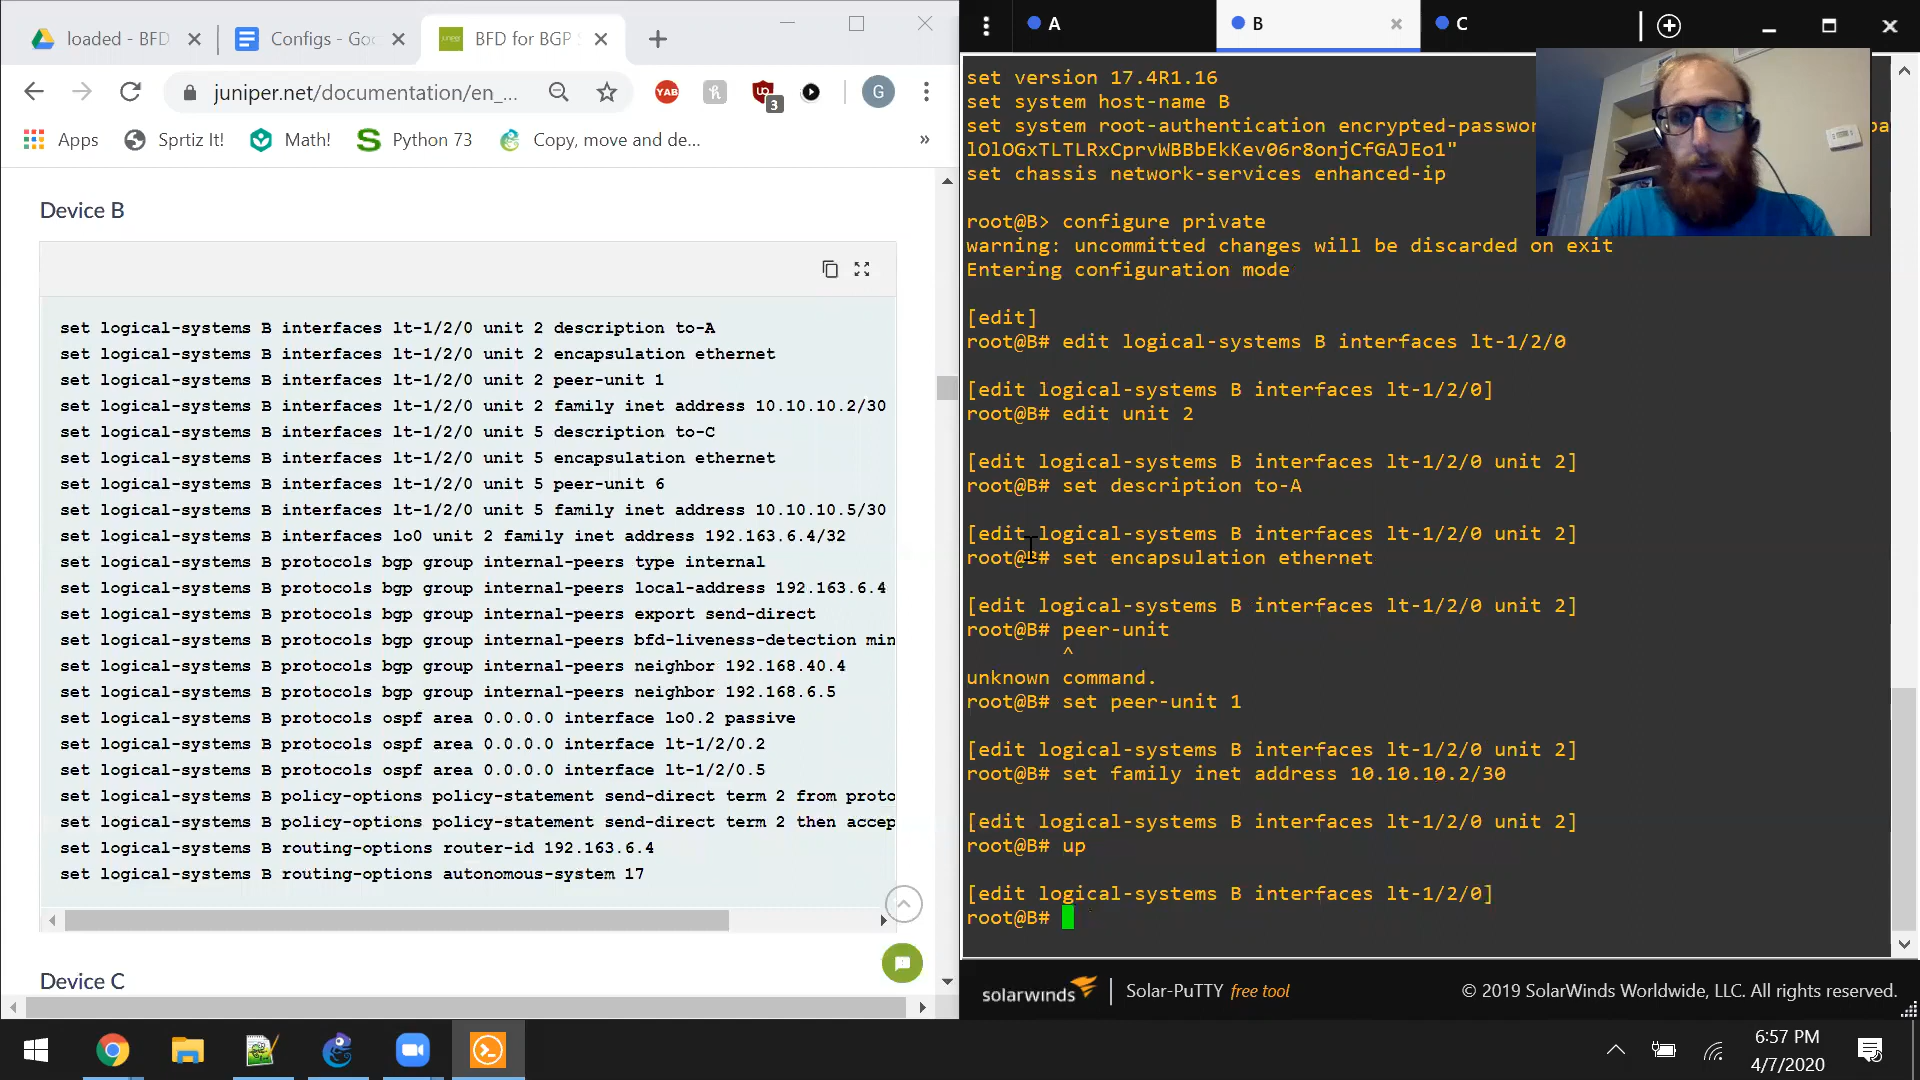 loaded - BFD
Configs - Goo
BFD for BGP S
juniper.net/documentation/en_...
YAB
3
G
Apps
Sprtiz It!
Math!
Python 73
Copy, move and de...
»
Device B
set logical-systems B interfaces lt-1/2/0 unit 2 description to-A
set logical-systems B interfaces lt-1/2/0 unit 2 encapsulation ethernet
set logical-systems B interfaces lt-1/2/0 unit 2 peer-unit 1
set logical-systems B interfaces lt-1/2/0 unit 2 family inet address 10.10.10.2/30
set logical-systems B interfaces lt-1/2/0 unit 5 description to-C
set logical-systems B interfaces lt-1/2/0 unit 5 encapsulation ethernet
set logical-systems B interfaces lt-1/2/0 unit 5 peer-unit 6
set logical-systems B interfaces lt-1/2/0 unit 5 family inet address 10.10.10.5/30
set logical-systems B interfaces lo0 unit 2 family inet address 192.163.6.4/32
set logical-systems B protocols bgp group internal-peers type internal
set logical-systems B protocols bgp group internal-peers local-address 192.163.6.4
set logical-systems B protocols bgp group internal-peers export send-direct
set logical-systems B protocols bgp group internal-peers bfd-liveness-detection min
set logical-systems B protocols bgp group internal-peers neighbor 192.168.40.4
set logical-systems B protocols bgp group internal-peers neighbor 192.168.6.5
set logical-systems B protocols ospf area 0.0.0.0 interface lo0.2 passive
set logical-systems B protocols ospf area 0.0.0.0 interface lt-1/2/0.2
set logical-systems B protocols ospf area 0.0.0.0 interface lt-1/2/0.5
set logical-systems B policy-options policy-statement send-direct term 2 from proto
set logical-systems B policy-options policy-statement send-direct term 2 then accep
set logical-systems B routing-options router-id 192.163.6.4
set logical-systems B routing-options autonomous-system 17
Device C
A
B
C
set version 17.4R1.16
set system host-name B
set system root-authentication encrypted-passwor
lOlOGxTLTLRxCprvWBBbEkKev06r8onjCfGAJEo1"
set chassis network-services enhanced-ip
root@B> configure private
warning: uncommitted changes will be discarded on exit
Entering configuration mode
[edit]
root@B# edit logical-systems B interfaces lt-1/2/0
[edit logical-systems B interfaces lt-1/2/0]
root@B# edit unit 2
[edit logical-systems B interfaces lt-1/2/0 unit 2]
root@B# set description to-A
[edit logical-systems B interfaces lt-1/2/0 unit 2]
root@B# set encapsulation ethernet
[edit logical-systems B interfaces lt-1/2/0 unit 2]
root@B# peer-unit
^
unknown command.
root@B# set peer-unit 1
[edit logical-systems B interfaces lt-1/2/0 unit 2]
root@B# set family inet address 10.10.10.2/30
[edit logical-systems B interfaces lt-1/2/0 unit 2]
root@B# up
[edit logical-systems B interfaces lt-1/2/0]
root@B#
solarwinds
Solar-PuTTY free tool
© 2019 SolarWinds Worldwide, LLC. All rights reserved.
6:57 PM
4/7/2020